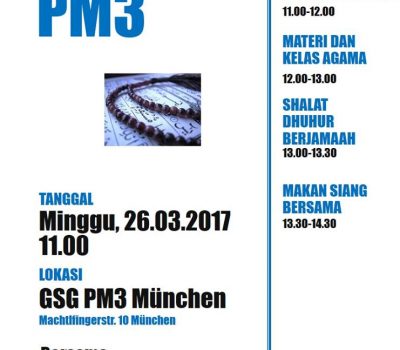 PM3
TANGGAL
Minggu, 26.03.2017
11.00
LOKASI
GSG PM3 München
Machtlfingerstr. 10 München
11.00-12.00
MATERI DAN
KELAS AGAMA
12.00-13.00
SHALAT
DHUHUR
BERJAMAAH
13.00-13.30
MAKAN SIANG
BERSAMA
13.30-14.30